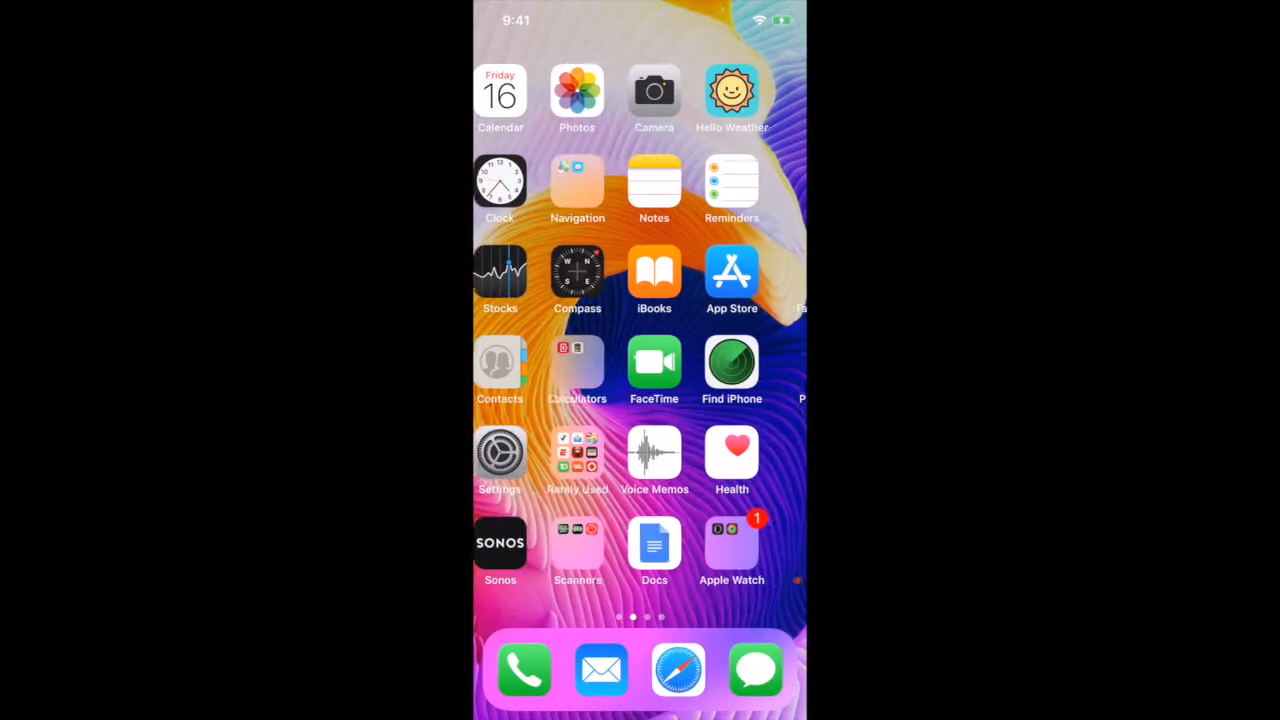 9:41
Friday
16
Calendar
Photos
Camera
Hello Weather
Clock
Navigation
Notes
Reminders
Stocks
Compass
iBooks
App Store
Contacts
Calculators
FaceTime
Find iPhone
P
Settings
Rarely Used
Voice Memos
Health
SONOS
1
Sonos
Scanners
Docs
Apple Watch